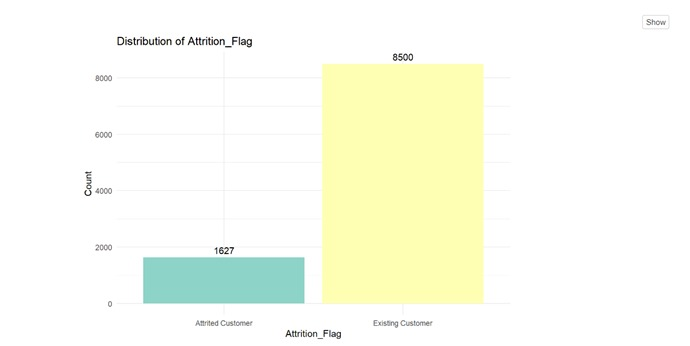 Show
Distribution of Attrition_Flag
8500
8000
6000
Count
4000
2000
1627
0
Attrited Customer
Existing Customer
Attrition_Flag